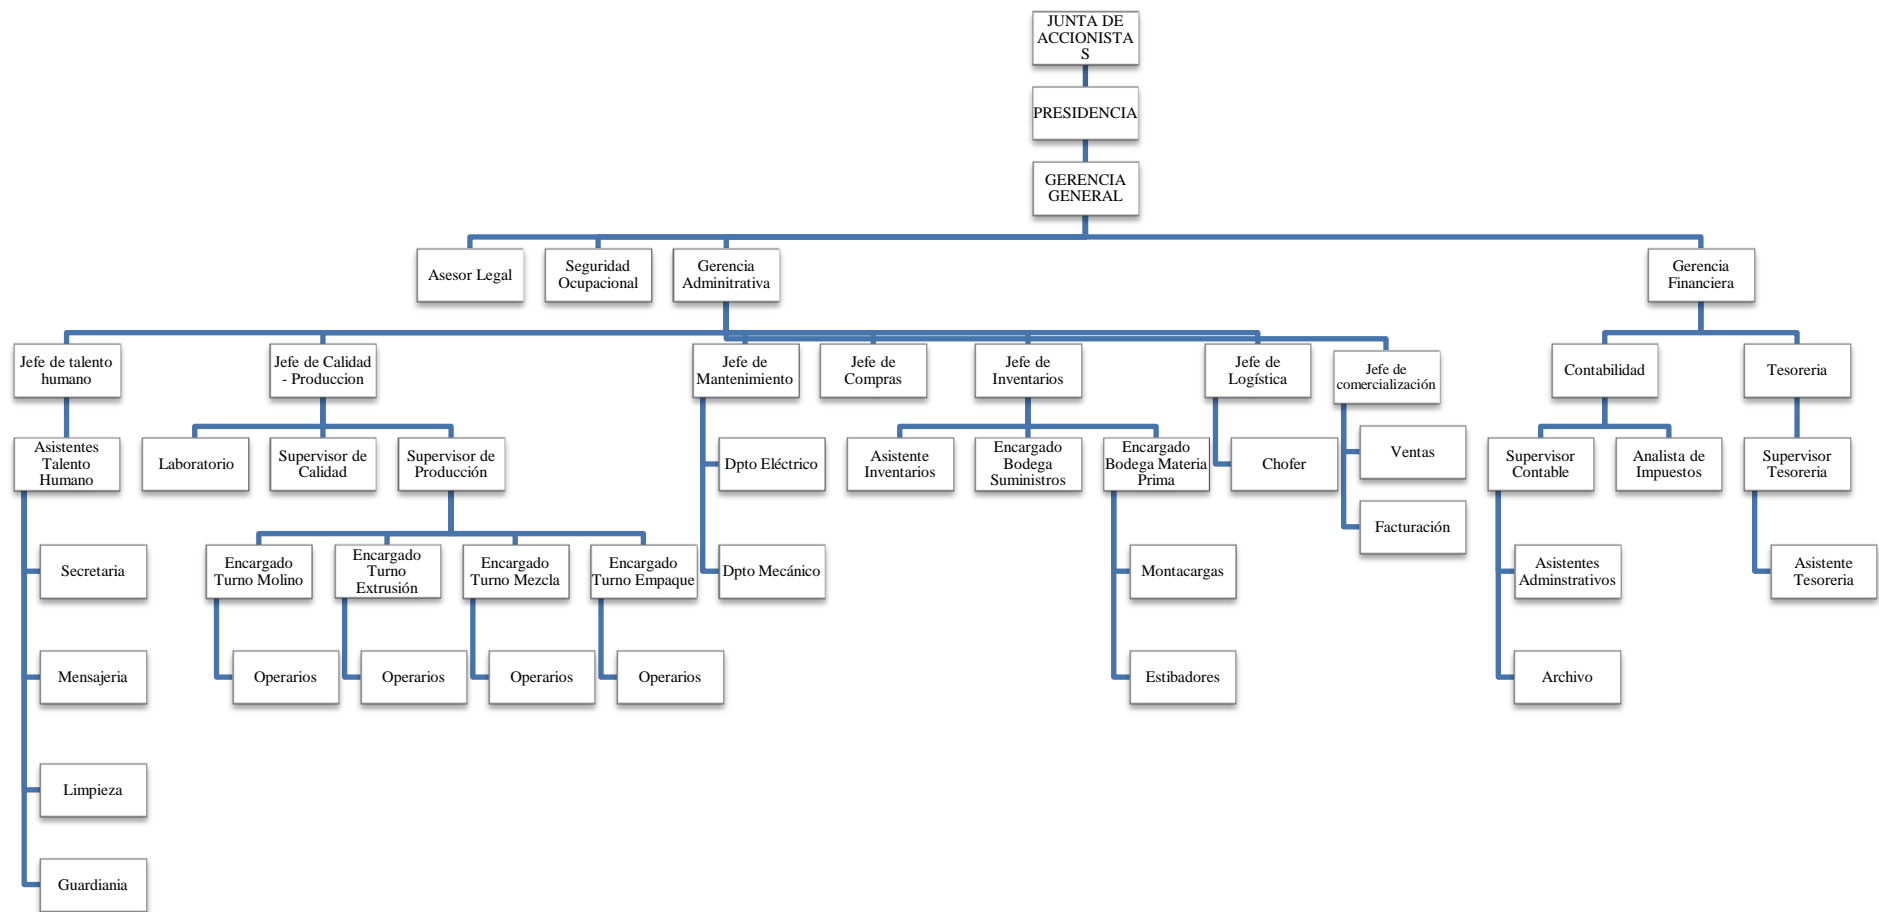 JUNTA DE
ACCIONISTA
S
PRESIDENCIA
GERENCIA
GENERAL
Asesor Legal
Seguridad
Ocupacional
Gerencia
Adminitrativa
Gerencia
Financiera
Jefe de talento
humano
Jefe de Calidad
- Produccion
Jefe de
Mantenimiento
Jefe de
Compras
Jefe de
Inventarios
Jefe de
Logística
Jefe de
comercialización
Contabilidad
Tesoreria
Asistentes
Talento
Humano
Laboratorio
Supervisor de
Calidad
Supervisor de
Producción
Dpto Eléctrico
Asistente
Inventarios
Encargado
Bodega
Suministros
Encargado
Bodega Materia
Prima
Chofer
Ventas
Supervisor
Contable
Analista de
Impuestos
Supervisor
Tesoreria
Facturación
Secretaria
Encargado
Turno Molino
Encargado
Turno
Extrusión
Encargado
Turno Mezcla
Encargado
Turno Empaque
Dpto Mecánico
Montacargas
Asistentes
Adminstrativos
Asistente
Tesoreria
Mensajeria
Operarios
Operarios
Operarios
Operarios
Estibadores
Archivo
Limpieza
Guardiania